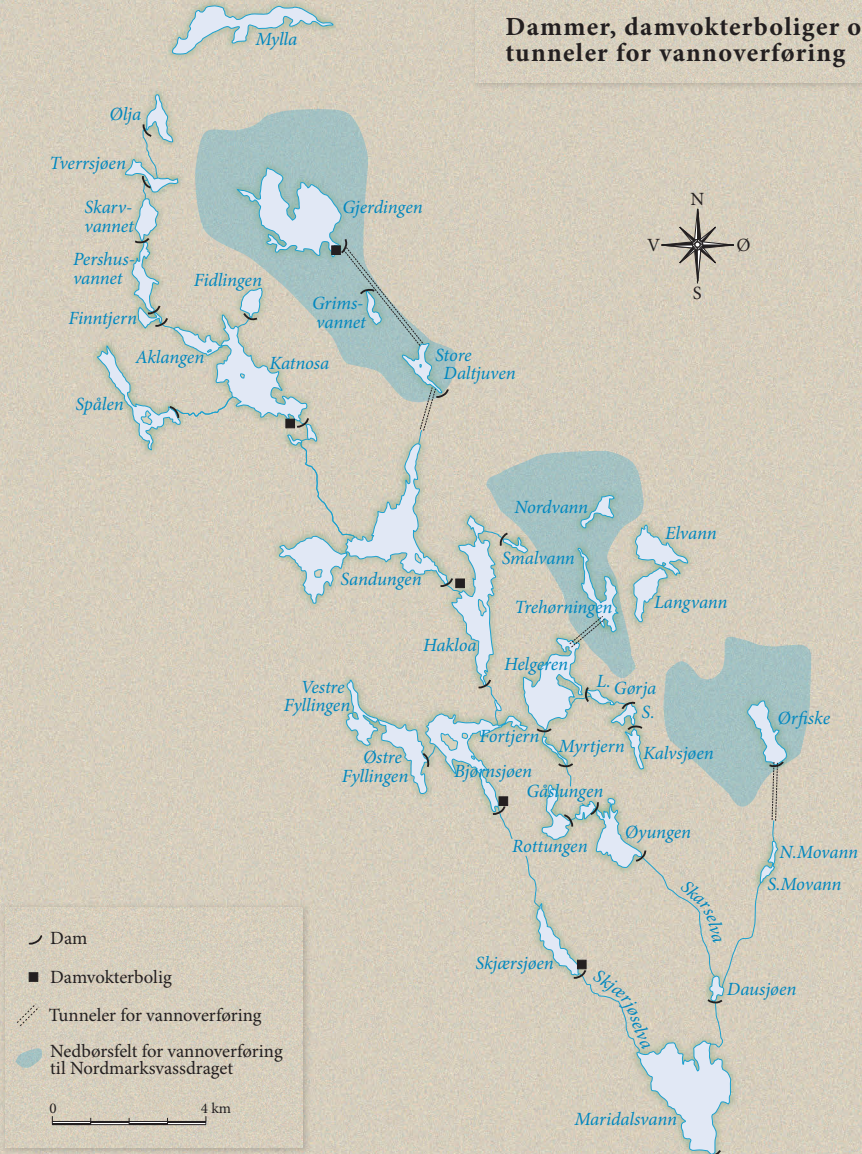 Dammer, damvokterboliger o
tunneler for vannoverføring
Mylla
Ølja
Tverrsjøen
Skarv-
vannet
Pershus-
vannet
Finntjern
Fidlingen
Aklangen
Katnosa
Spålen
Gjerdingen
Grims-
vannet
Store
Daltjuven
N
V
Ø
S
Sandungen
Nordvann
Smalvann
Elvann
Langvann
Trehørningen
Hakloa
Helgeren
L. Gørja
S.
Kalvsjøen
Vestre
Fyllingen
Østre
Fyllingen
Fortjern
Myrtjern
Bjørnsjøen
Gåslungen
Rottungen
Øyungen
Ørfiske
N.Movann
S.Movann
Skarselva
Skjærsjøen
Skjærjøselva
Dausjøen
Maridalsvann
Dam
Damvokterbolig
Tunneler for vannoverføring
Nedbørsfelt for vannoverføring
til Nordmarksvassdraget
0
4 km